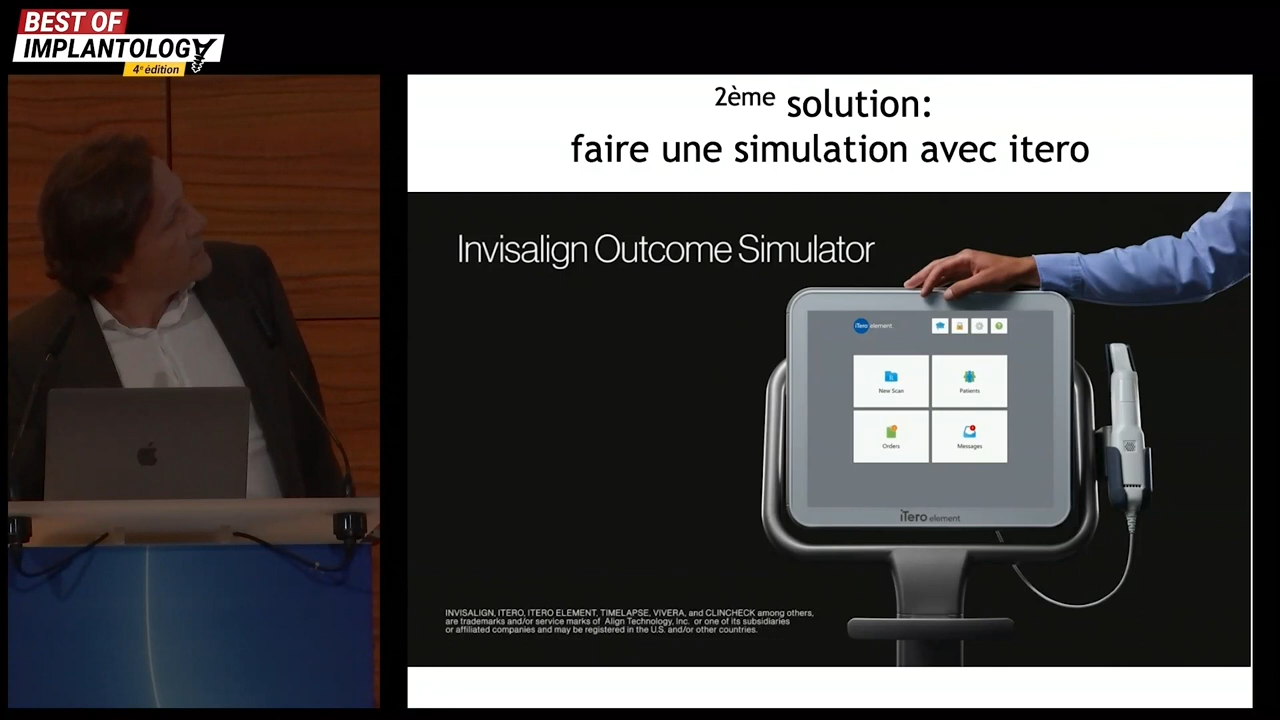 BEST OF
IMPLANTOLOGY
4e édition
2ème solution:
faire une simulation avec itero
Invisalign Outcome Simulator
iTero element
New Scan
Patients
Orders
Messages
iTero element
INVISALIGN, ITERO, ITERO ELEMENT, TIMELAPSE, VIVERA, and CLINCHECK among others,
are trademarks and/or service marks of Align Technology, Inc. or one of its subsidiaries
or affiliated companies and may be registered in the U.S. and/or other countries.